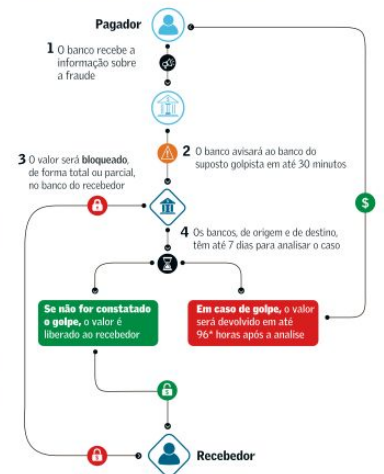 Pagador
1 O banco recebe a
informação sobre
a fraude
2 O banco avisará ao banco do
suposto golpista em até 30 minutos
3 O valor será bloqueado,
de forma total ou parcial,
no banco do recebedor
4 Os bancos, de origem e de destino,
têm até 7 dias para analisar o caso
$
Se não for constatado
o golpe, o valor é
liberado ao recebedor
Em caso de golpe, o valor
será devolvido em até
96* horas após a analise
Recebedor